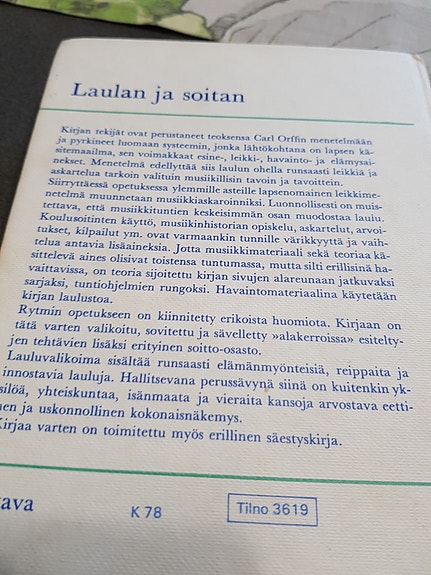 Laulan ja soitan
Kirjan tekijät ovat perustaneet teoksensa Carl Orffin menetelmään
ja pyrkineet luomaan systeemin, jonka lähtökohtana on lapsen kä-
sitemaailma, sen voimakkaat esine-, leikki-, havainto- ja elämysai-
nekset. Menetelmä edellyttää siis laulun ohella runsaasti leikkiä ja
askartelua tarkoin valituin musiikillisin tavoin ja tavoittein.
Siirryttäessä opetuksessa ylemmille asteille lapsenomainen leikkime-
netelmä muunnetaan musiikkiaskaroinniksi. Luonnollisesti on muis-
tettava, että musiikkituntien keskeisimmän osan muodostaa laulu.
Koulusoitinten käyttö, musiikinhistorian opiskelu, askartelut, arvoi-
tukset, kilpailut ym. ovat varmaankin tunnille värikkyyttä ja vaih-
telua antavia lisäaineksia. Jotta musiikkimateriaali sekä teoriaa kä-
sittelevä aines olisivat toistensa tuntumassa, mutta silti erillisinä ha-
vaittavissa, on teoria sijoitettu kirjan sivujen alareunaan jatkuvaksi
sarjaksi, tuntiohjelmien rungoksi. Havaintomateriaalina käytetään
kirjan laulustoa.
Rytmin opetukseen on kiinnitetty erikoista huomiota. Kirjaan on
tätä varten valikoitu, sovitettu ja sävelletty »alakerroissa» esitelty-
jen tehtävien lisäksi erityinen soitto-osasto.
Lauluvalikoima sisältää runsaasti elämänmyönteisiä, reippaita ja
innostavia lauluja. Hallitsevana perussävynä siinä on kuitenkin yk-
silöä, yhteiskuntaa, isänmaata ja vieraita kansoja arvostava eetti-
nen ja uskonnollinen kokonaisnäkemys.
Kirjaa varten on toimitettu myös erillinen säestyskirja.
tava
K 78
Tilno 3619